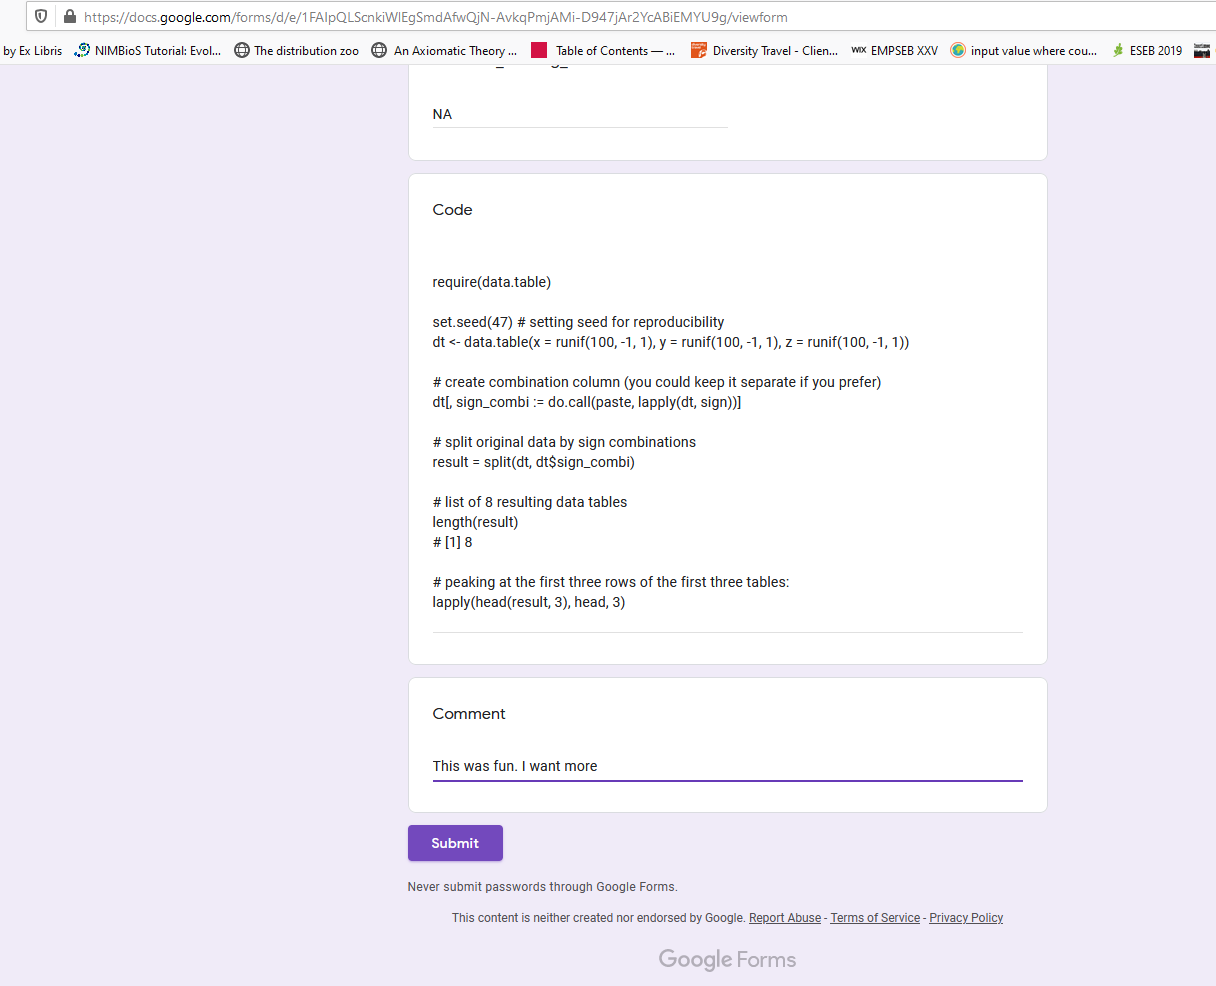 https://docs.google.com/forms/d/e/1FAIpQLScnkiWlEgSmdAfwQjN-AvkqPmjAMi-D947jAr2YcABiEMYU9g/viewform
by Ex Libris NIMBioS Tutorial: Evol... The distribution zoo An Axiomatic Theory ... Table of Contents — ... Diversity Travel - Clien... WIX EMPSEB XXV input value where cou... ESEB 2019
NA
Code
require(data.table)
set.seed(47) # setting seed for reproducibility
dt <- data.table(x = runif(100, -1, 1), y = runif(100, -1, 1), z = runif(100, -1, 1))
# create combination column (you could keep it separate if you prefer)
dt[, sign_combi := do.call(paste, lapply(dt, sign))]
# split original data by sign combinations
result = split(dt, dt$sign_combi)
# list of 8 resulting data tables
length(result)
# [1] 8
# peaking at the first three rows of the first three tables:
lapply(head(result, 3), head, 3)
Comment
This was fun. I want more
Submit
Never submit passwords through Google Forms.
This content is neither created nor endorsed by Google. Report Abuse - Terms of Service - Privacy Policy
Google Forms